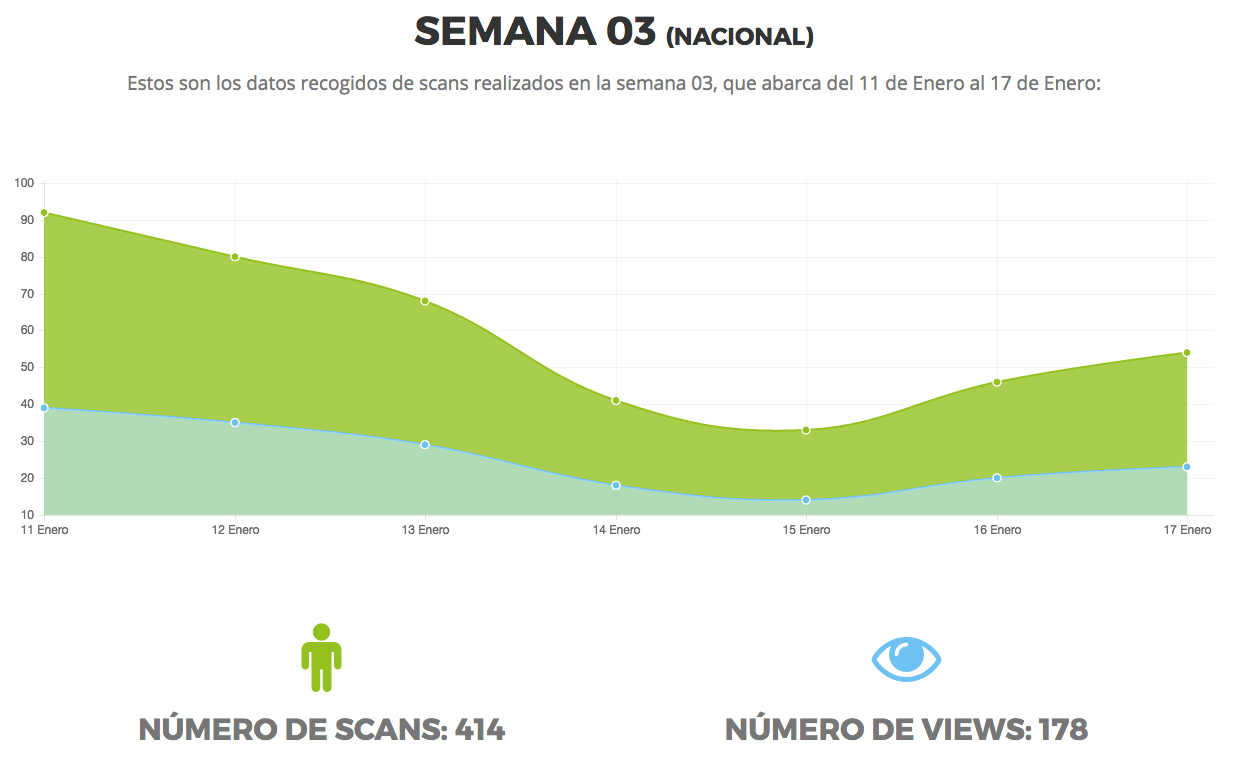 SEMANA 03 (NACIONAL)
Estos son los datos recogidos de scans realizados en la semana 03, que abarca del 11 de Enero al 17 de Enero:
100
90
80
70
60
50
40
30
20
10
11 Enero 12 Enero 13 Enero 14 Enero 15 Enero 16 Enero 17 Enero
NÚMERO DE SCANS: 414 NÚMERO DE VIEWS: 178